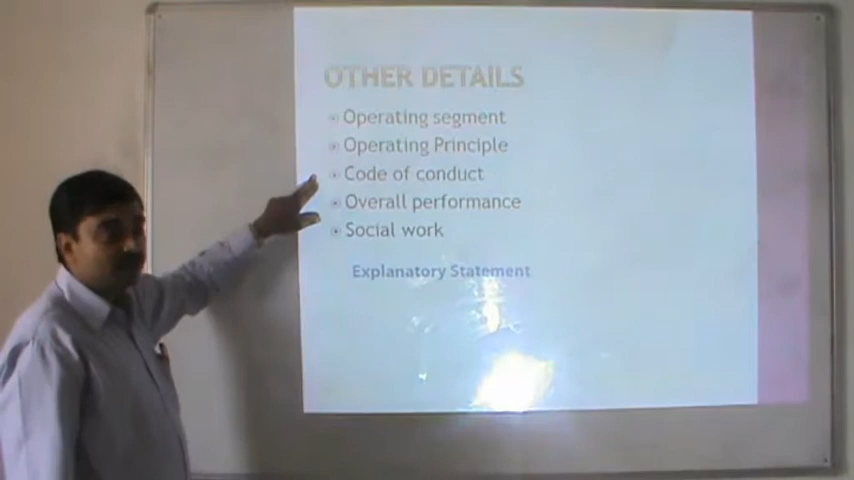 OTHER DETAILS
Operating segment
Operating Principle
Code of conduct
Overall performance
Social work
Explanatory Statement